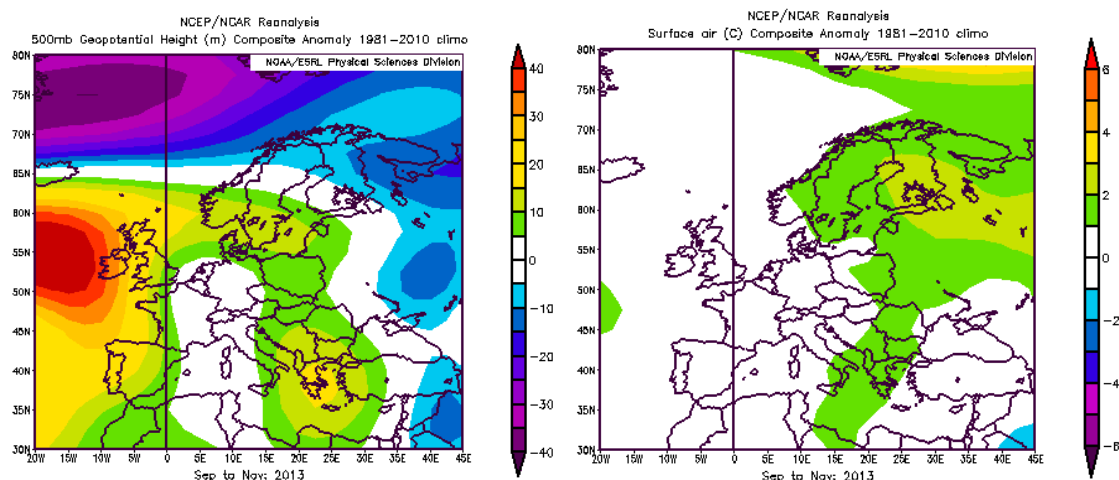 NCEP/NCAR Reanalysis
500mb Geopotential Height (m) Composite Anomaly 1981-2010 climo
NOAA/ESRL Physical Sciences Division
80N
75N
70N
65N
60N
55N
50N
45N
40N
35N
30N
20W 15W 10W 5W 0 5E 10E 15E 20E 25E 30E 35E 40E 45E
Sep to Nov: 2013
40
30
20
10
0
-10
-20
-30
-40
NCEP/NCAR Reanalysis
Surface air (C) Composite Anomaly 1981-2010 climo
NOAA/ESRL Physical Sciences Division
80N
75N
70N
65N
60N
55N
50N
45N
40N
35N
30N
20W 15W 10W 5W 0 5E 10E 15E 20E 25E 30E 35E 40E 45E
Sep to Nov: 2013
6
4
2
0
-2
-4
-6